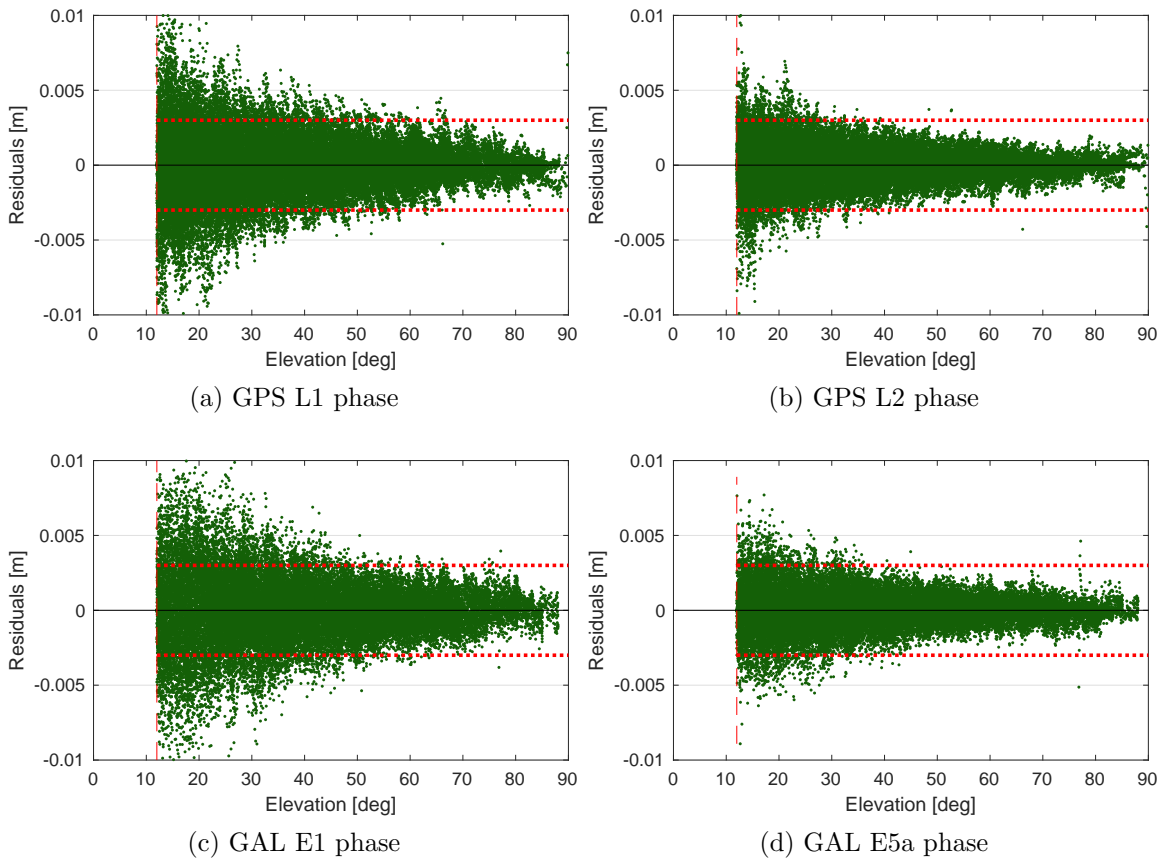 0.01
0.005
0
-0.005
-0.01
Residuals [m]
0 10 20 30 40 50 60 70 80 90
Elevation [deg]
(a) GPS L1 phase
0.01
0.005
0
-0.005
-0.01
Residuals [m]
0 10 20 30 40 50 60 70 80 90
Elevation [deg]
(b) GPS L2 phase
0.01
0.005
0
-0.005
-0.01
Residuals [m]
0 10 20 30 40 50 60 70 80 90
Elevation [deg]
(c) GAL E1 phase
0.01
0.005
0
-0.005
-0.01
Residuals [m]
0 10 20 30 40 50 60 70 80 90
Elevation [deg]
(d) GAL E5a phase